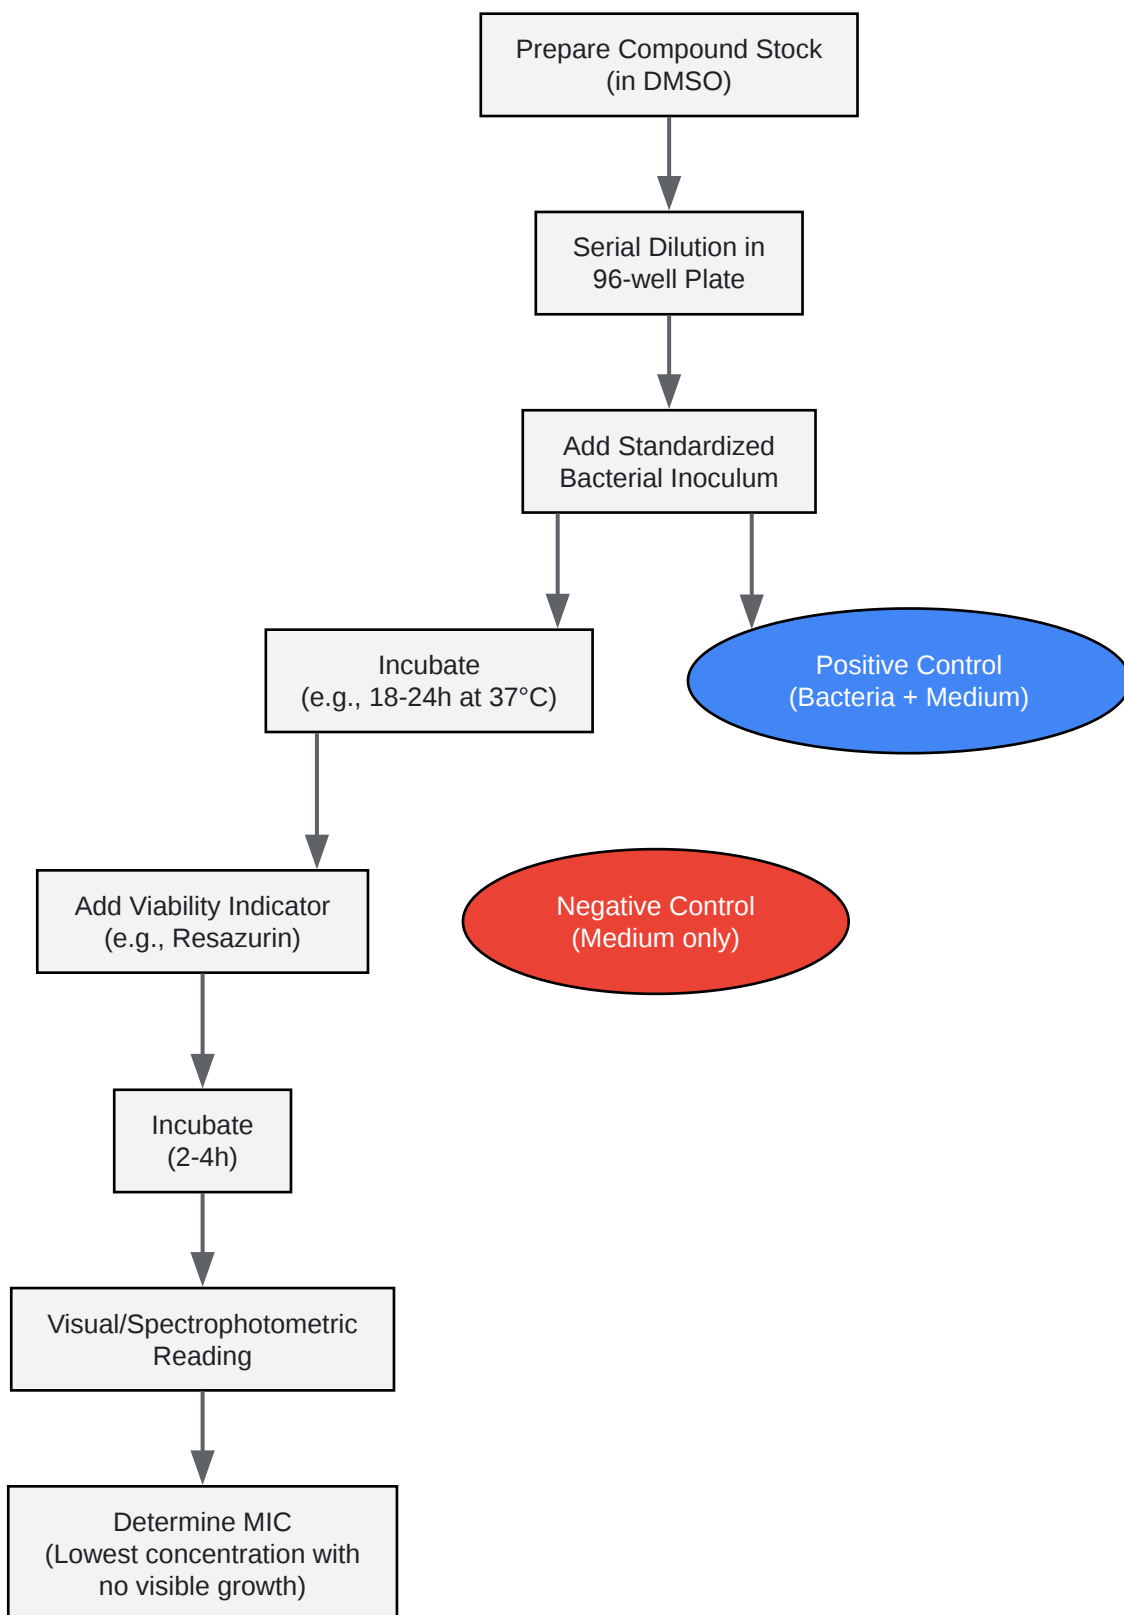 Prepare Compound Stock
(in DMSO)
Serial Dilution in
96-well Plate
Add Standardized
Bacterial Inoculum
Incubate
(e.g., 18-24h at 37°C)
Positive Control
(Bacteria + Medium)
Add Viability Indicator
(e.g., Resazurin)
Negative Control
(Medium only)
Incubate
(2-4h)
Visual/Spectrophotometric
Reading
Determine MIC
(Lowest concentration with
no visible growth)